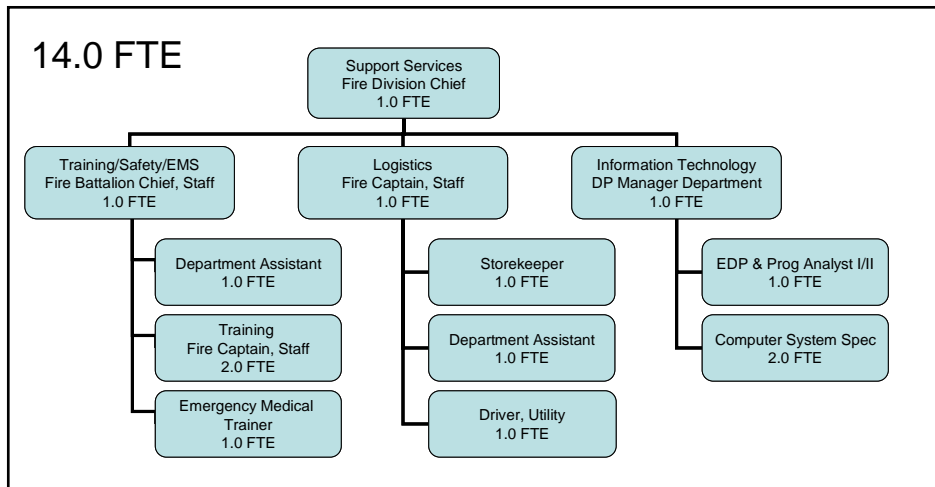 14.0 FTE
Support Services
Fire Division Chief
1.0 FTE
Training/Safety/EMS
Fire Battalion Chief, Staff
1.0 FTE
Logistics
Fire Captain, Staff
1.0 FTE
Information Technology
DP Manager Department
1.0 FTE
Department Assistant
1.0 FTE
Training
Fire Captain, Staff
2.0 FTE
Emergency Medical
Trainer
1.0 FTE
Storekeeper
1.0 FTE
Department Assistant
1.0 FTE
Driver, Utility
1.0 FTE
EDP & Prog Analyst I/II
1.0 FTE
Computer System Spec
2.0 FTE